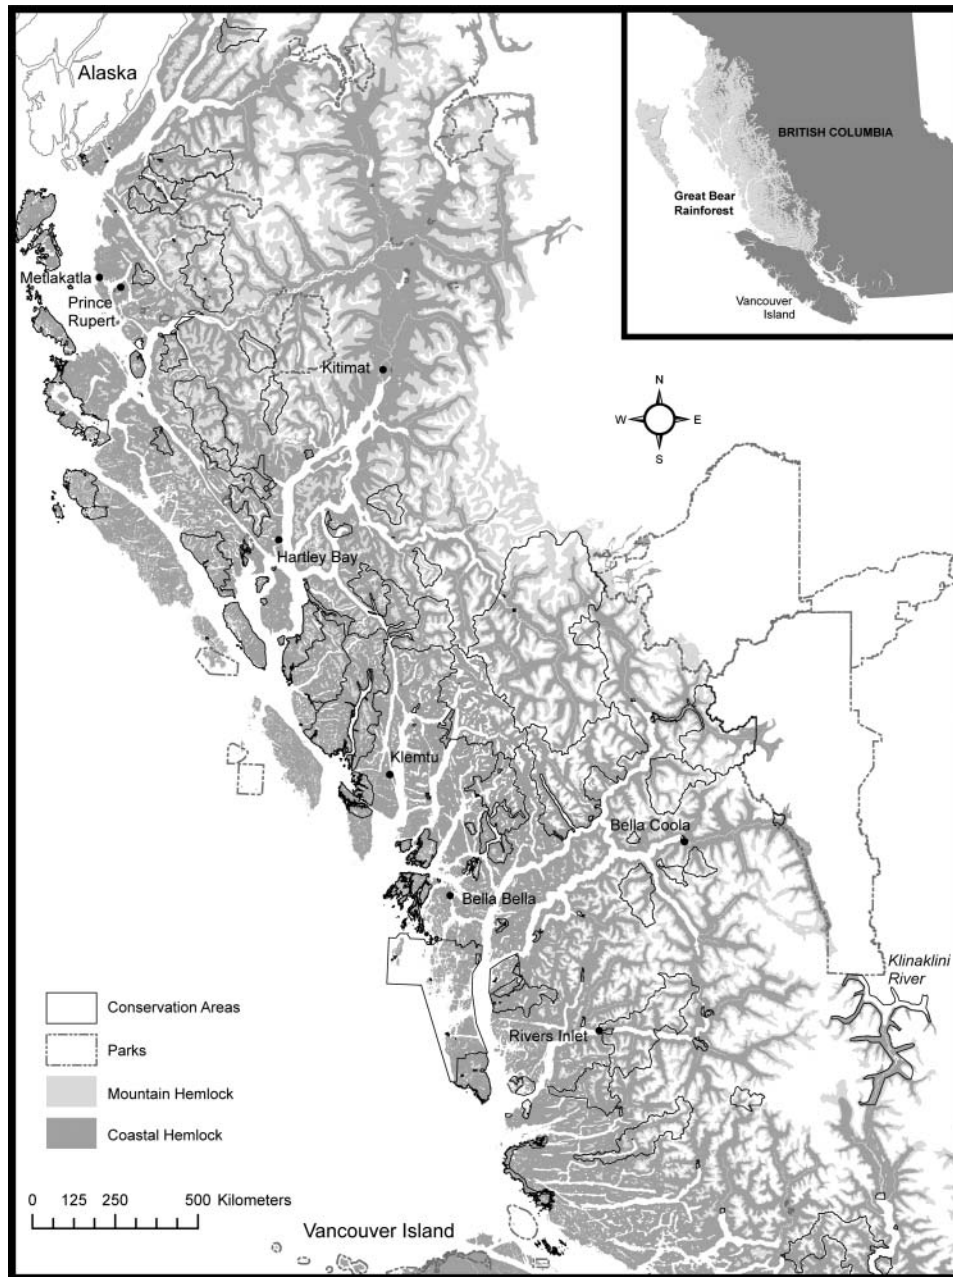 Alaska
BRITISH COLUMBIA
Great Bear
Rainforest
Vancouver
Island
Metlakatla
Prince
Rupert
Kitimat
N
W
E
S
Hartley Bay
Klemtu
Bella Coola
Bella Bella
Klinaklini
River
Rivers Inlet
Conservation Areas
Parks
Mountain Hemlock
Coastal Hemlock
0 125 250 500 Kilometers
Vancouver Island